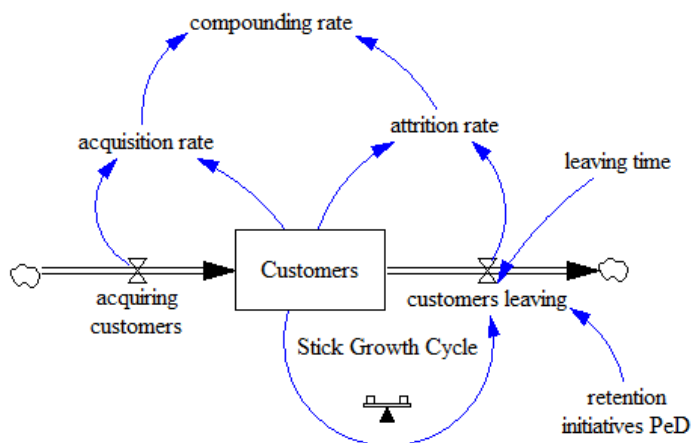 compounding rate
acquisition rate
attrition rate
leaving time
Customers
acquiring
customers
customers leaving
Stick Growth Cycle
retention
initiatives PeD